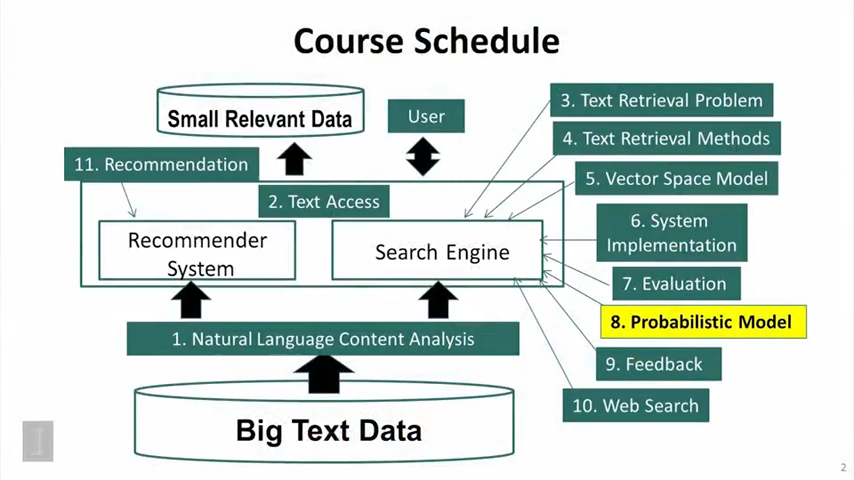 Course Schedule
Small Relevant Data
User
3. Text Retrieval Problem
4. Text Retrieval Methods
11. Recommendation
5. Vector Space Model
2. Text Access
6. System
Implementation
Recommender
System
Search Engine
7. Evaluation
8. Probabilistic Model
1. Natural Language Content Analysis
9. Feedback
10. Web Search
Big Text Data
I
2